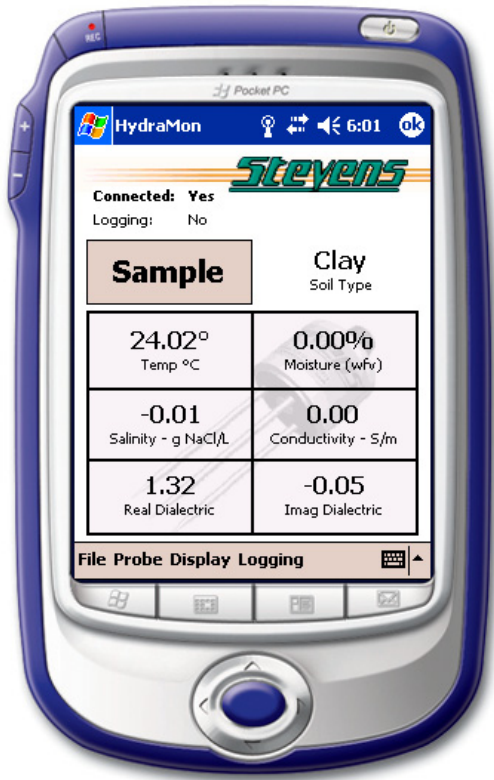 REC
Pocket PC
HydraMon 6:01 ok
Stevens
Connected: Yes
Logging: No
Sample
Clay
Soil Type
24.02°
Temp °C
0.00%
Moisture (wfv)
-0.01
Salinity - g NaCl/L
0.00
Conductivity - S/m
1.32
Real Dialectric
-0.05
Imag Dialectric
File Probe Display Logging